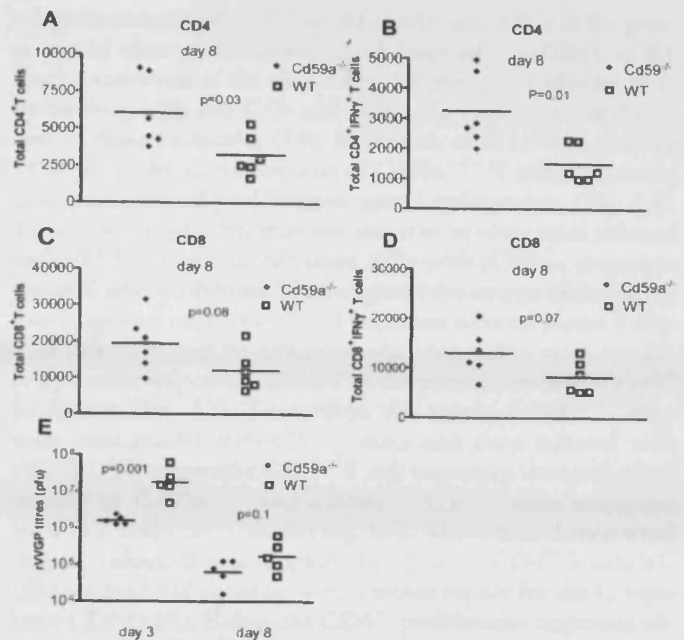 A
CD4
day 8
Total CD4+T cells
10000
7500
5000
2500
0
p=0.03
Cd59a-/-
WT
B
CD4
day 8
Total CD4+IFNγ+ T cells
5000
4000
3000
2000
1000
0
P=0.01
Cd59-/-
WT
C
CD8
day 8
Total CD8+T cells
40000
30000
20000
10000
0
p=0.08
Cd59a-/-
WT
D
CD8
day 8
Total CD8+IFNγ+ T cells
30000
20000
10000
0
p=0.07
Cd59a-/-
WT
E
rVVGP titres (pfu)
p=0.001
p=0.1
Cd59a-/-
WT
day 3
day 8